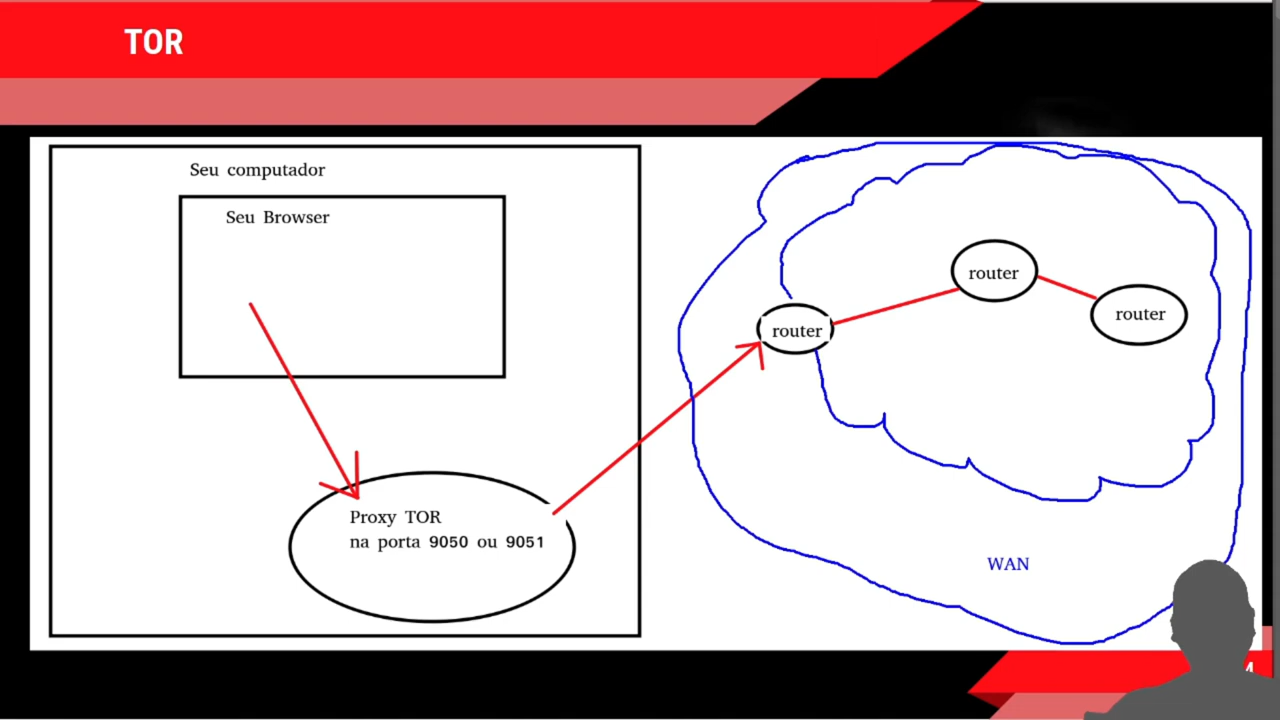 TOR
Seu computador
Seu Browser
Proxy TOR
na porta 9050 ou 9051
router
router
router
WAN